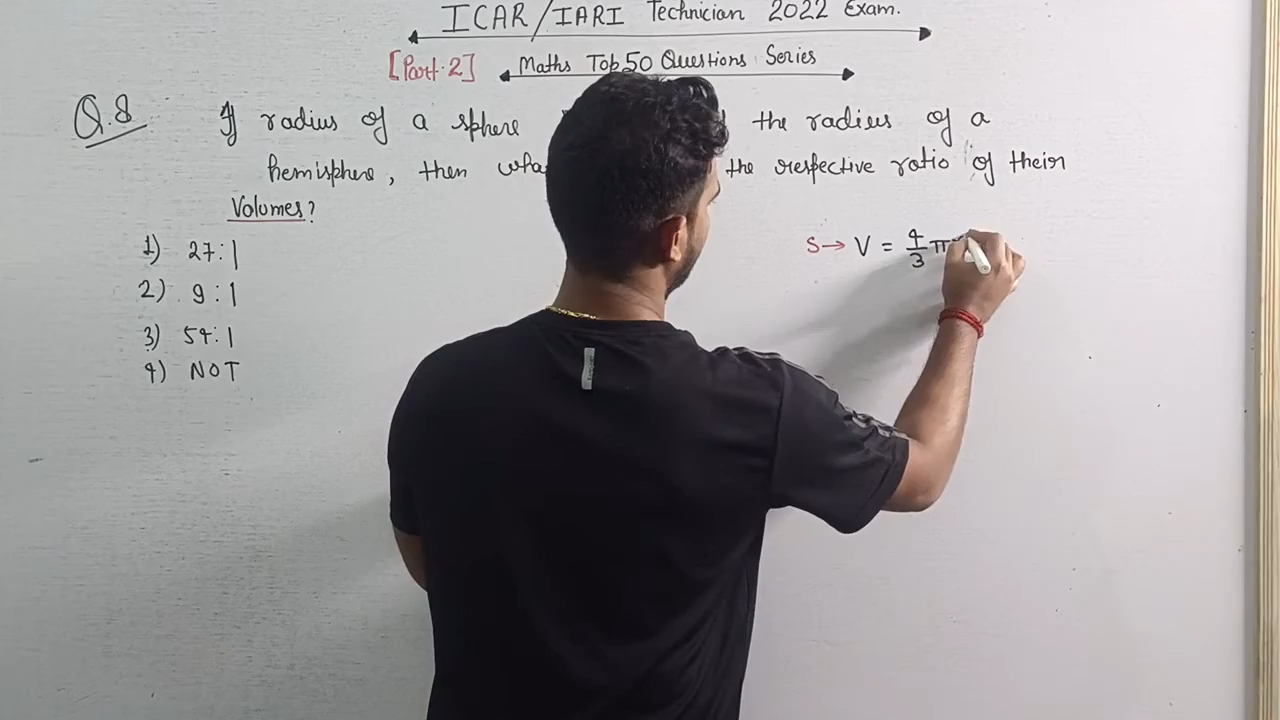 ICAR/IARI Technician 2022 Exam.
[Part-2] Maths Top 50 Questions Series
Q.8 If radius of a sphere the radius of a
hemisphere, then the respective ratio of their
Volumes?
1) 27:1
2) 9:1
3) 54:1
4) NOT
S→ V = 4/3 π